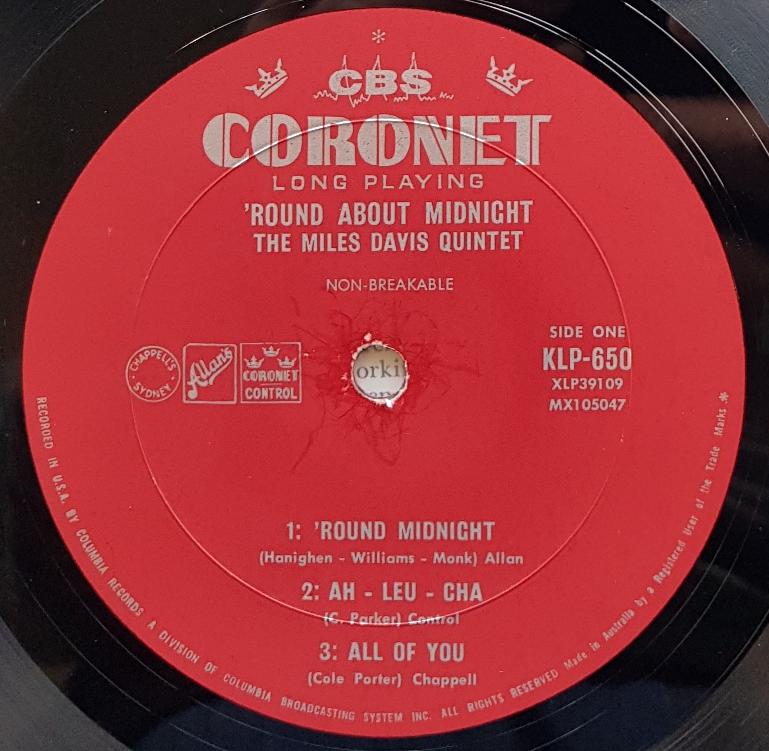 *
CBS
CORONET
LONG PLAYING
'ROUND ABOUT MIDNIGHT
THE MILES DAVIS QUINTET
NON-BREAKABLE
CHAPPELL'S SYDNEY
Allan's
CORONET
CONTROL
SIDE ONE
KLP-650
XLP39109
MX105047
orki
1: 'ROUND MIDNIGHT
(Hanighen - Williams - Monk) Allan
2: AH - LEU - CHA
(C. Parker) Control
3: ALL OF YOU
(Cole Porter) Chappell
RECORDED IN U.S.A. BY COLUMBIA RECORDS A DIVISION OF COLUMBIA BROADCASTING SYSTEM INC. ALL RIGHTS RESERVED Made in Australia by a Registered User of the Trade Marks *